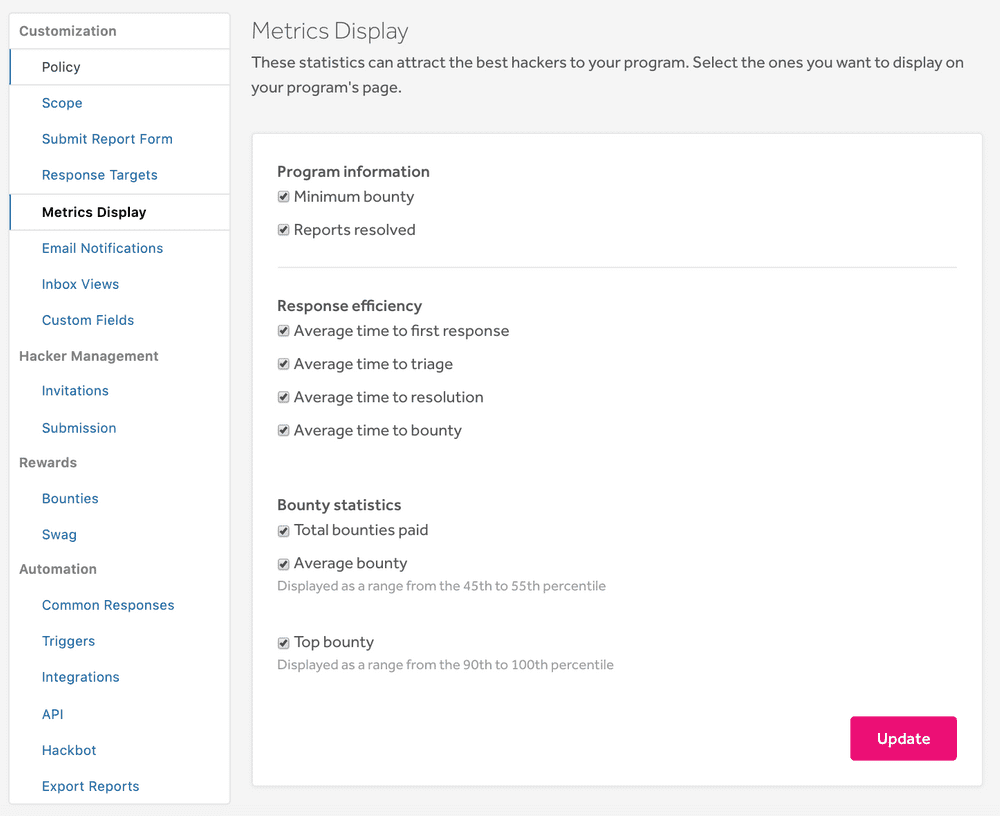 Customization
Policy
Scope
Submit Report Form
Response Targets
Metrics Display
Email Notifications
Inbox Views
Custom Fields
Hacker Management
Invitations
Submission
Rewards
Bounties
Swag
Automation
Common Responses
Triggers
Integrations
API
Hackbot
Export Reports
Metrics Display
These statistics can attract the best hackers to your program. Select the ones you want to display on
your program's page.
Program information
Minimum bounty
Reports resolved
Response efficiency
Average time to first response
Average time to triage
Average time to resolution
Average time to bounty
Bounty statistics
Total bounties paid
Average bounty
Displayed as a range from the 45th to 55th percentile
Top bounty
Displayed as a range from the 90th to 100th percentile
Update